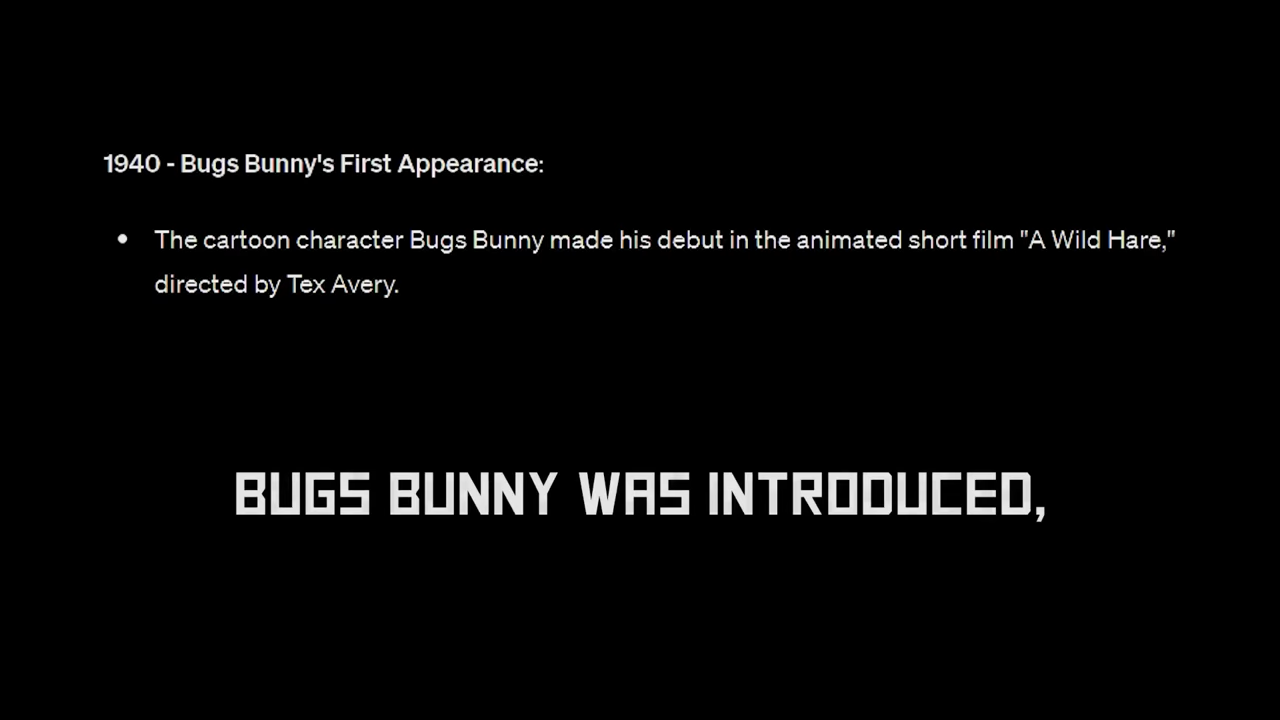 1940 - Bugs Bunny's First Appearance:
• The cartoon character Bugs Bunny made his debut in the animated short film "A Wild Hare,"
directed by Tex Avery.
BUGS BUNNY WAS INTRODUCED,